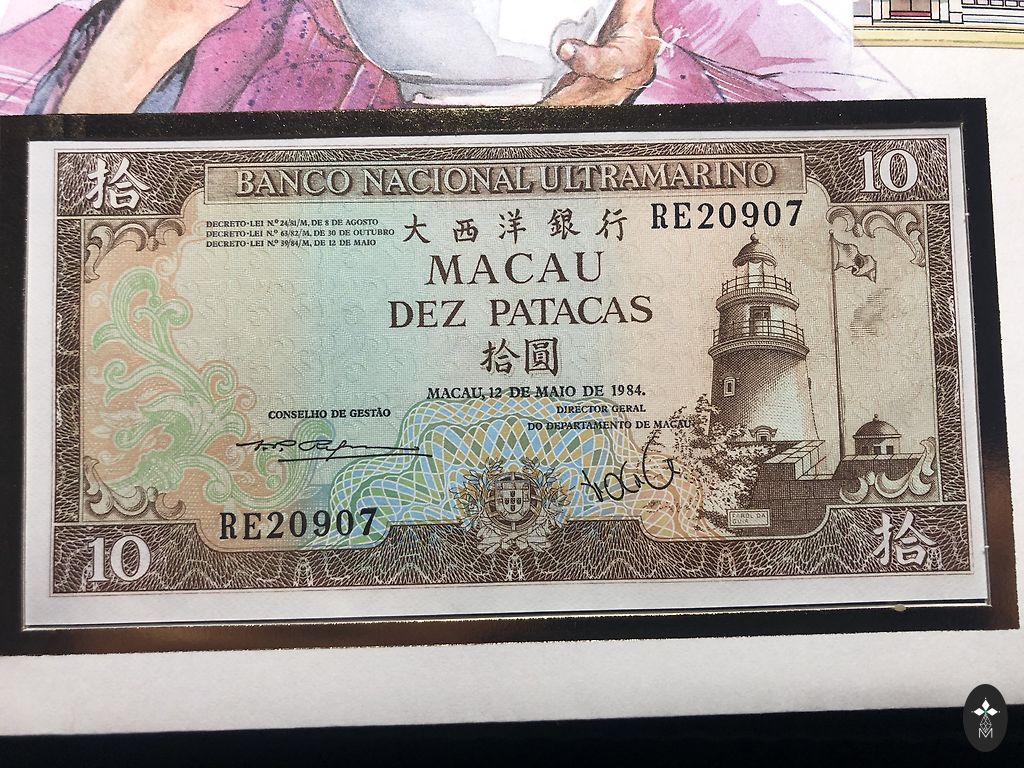 拾
BANCO NACIONAL ULTRAMARINO
10
DECRETO-LEI N.º 24/81/M, DE 8 DE AGOSTO
DECRETO-LEI N.º 63/82/M, DE 30 DE OUTUBRO
DECRETO-LEI N.º 39/84/M, DE 12 DE MAIO
大西洋銀行
RE20907
MACAU
DEZ PATACAS
拾圓
MACAU, 12 DE MAIO DE 1984.
CONSELHO DE GESTÃO
DIRECTOR GERAL
DO DEPARTAMENTO DE MACAU
RE20907
FAROL DA
GUIA
10
拾
M